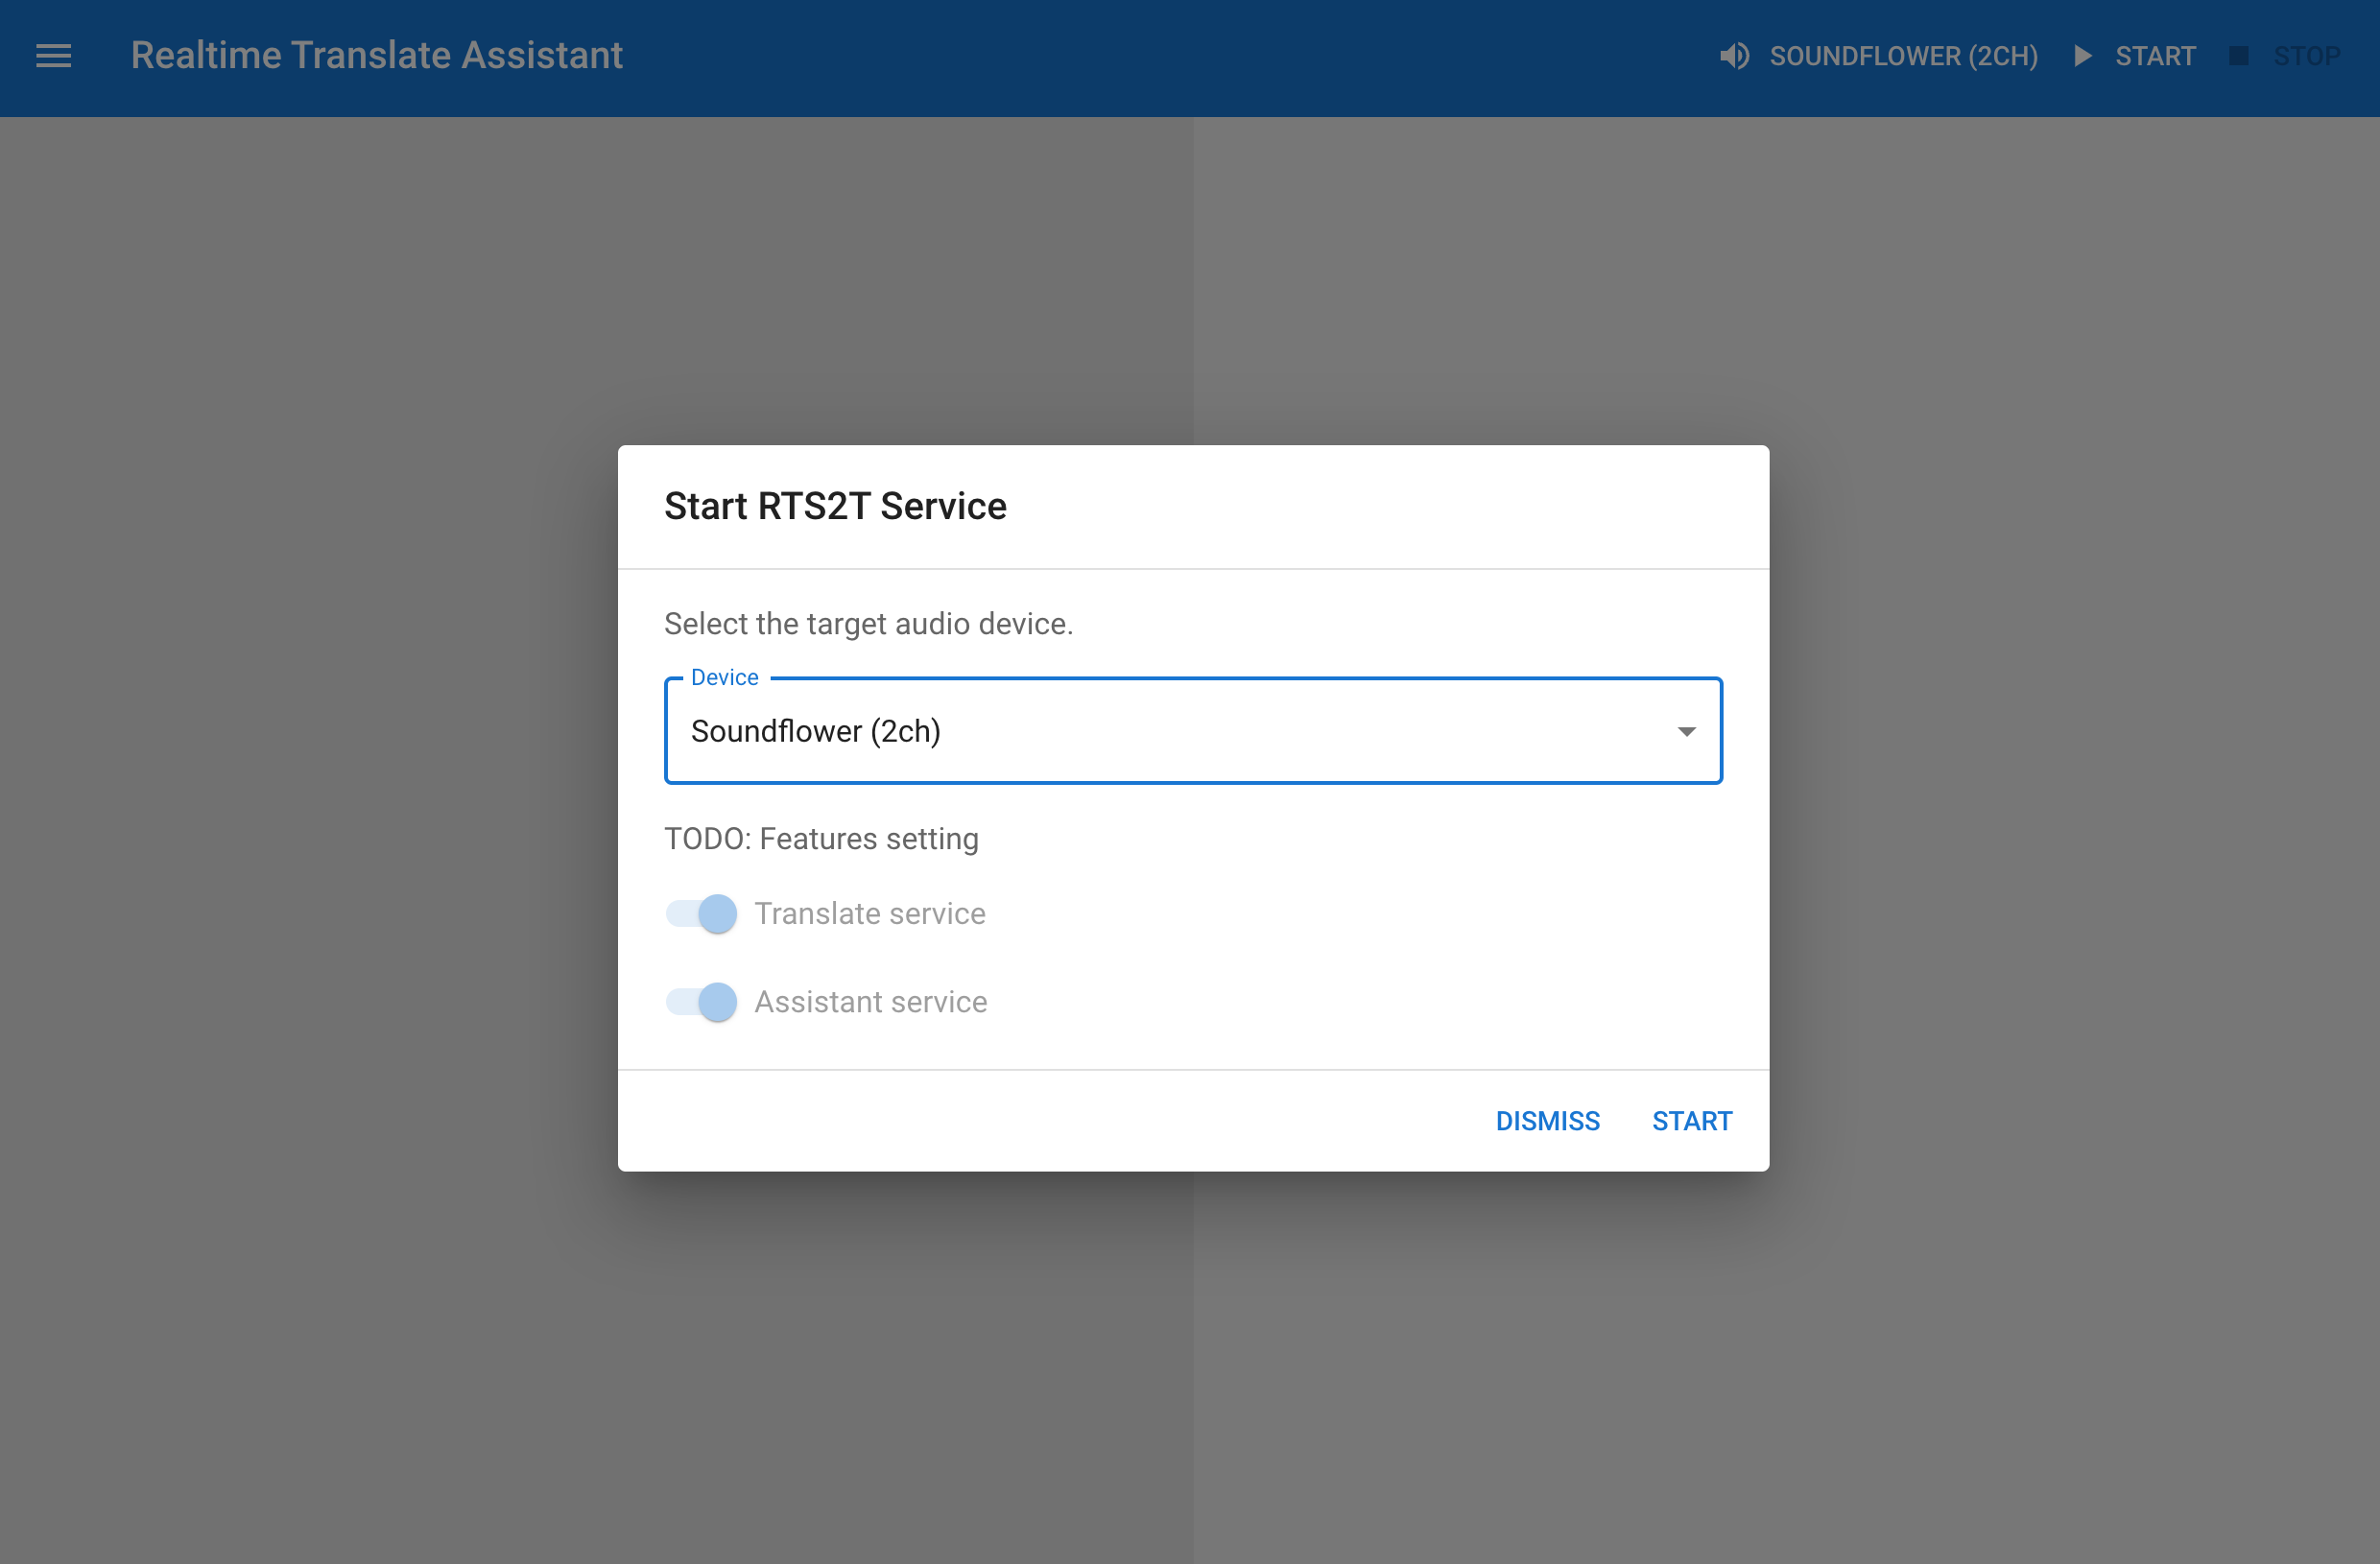 Realtime Translate Assistant
SOUNDFLOWER (2CH)
START
STOP
Start RTS2T Service
Select the target audio device.
Device
Soundflower (2ch)
TODO: Features setting
Translate service
Assistant service
DISMISS
START